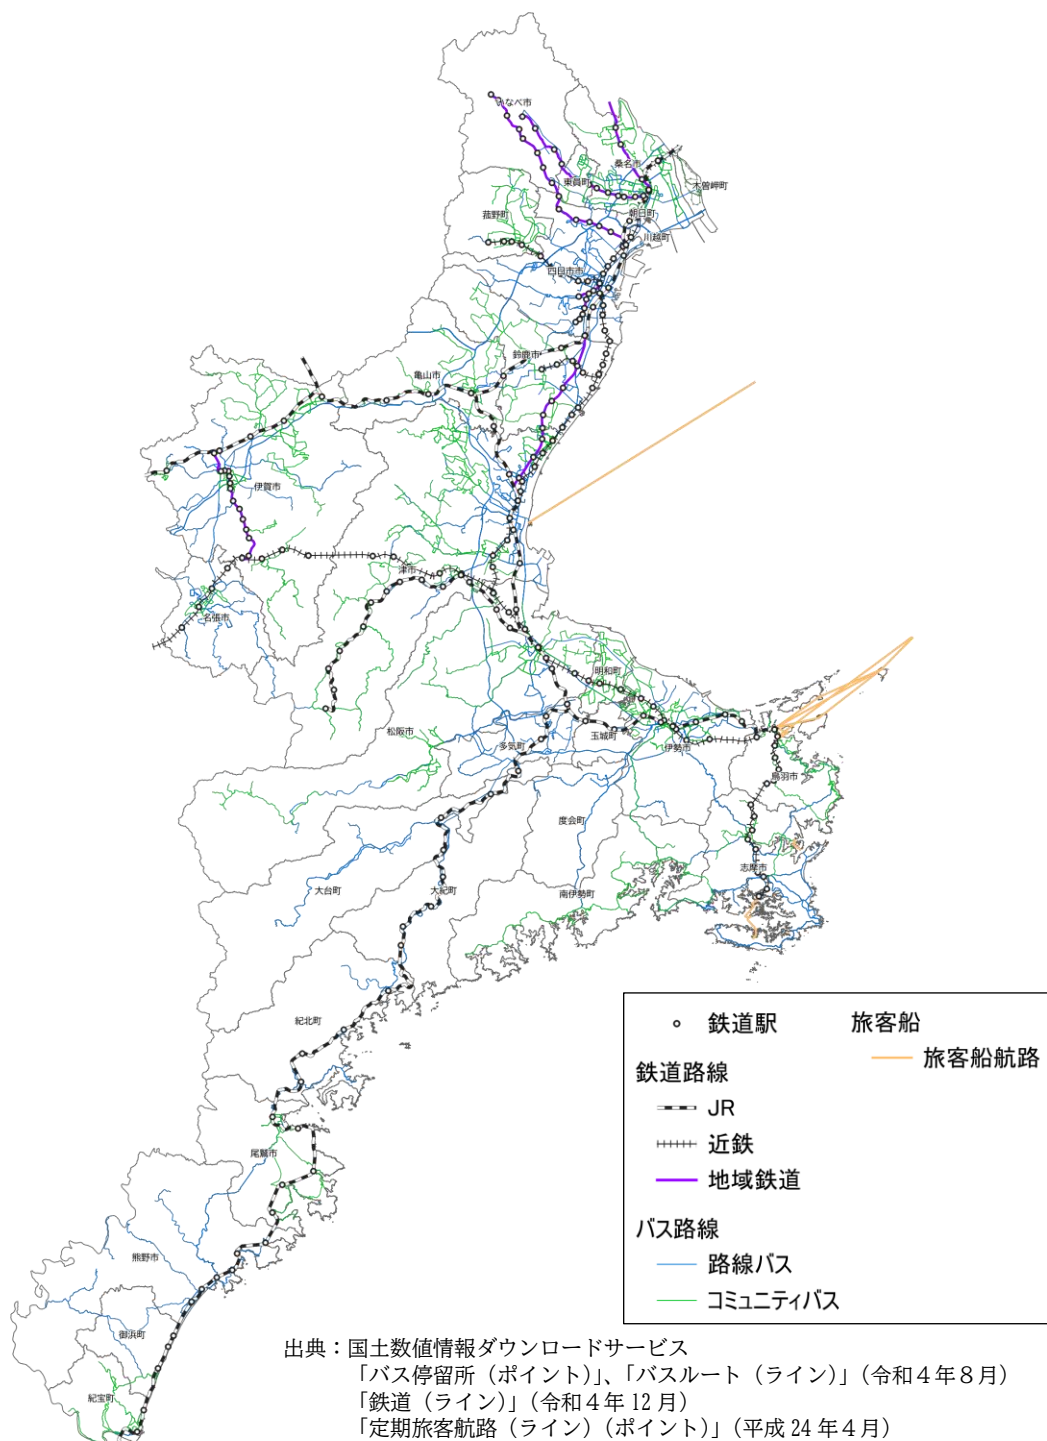 いなべ市
桑名市
東員町
木曽岬町
菰野町
朝日町
川越町
四日市市
鈴鹿市
亀山市
伊賀市
津市
名張市
明和町
松阪市
玉城町
多気町
伊勢市
鳥羽市
度会町
志摩市
大台町
大紀町
南伊勢町
紀北町
尾鷲市
熊野市
御浜町
紀宝町
鉄道駅
旅客船
旅客船航路
鉄道路線
JR
近鉄
地域鉄道
バス路線
路線バス
コミュニティバス
出典：国土数値情報ダウンロードサービス
「バス停留所（ポイント）」、「バスルート（ライン）」（令和４年８月）
「鉄道（ライン）」（令和４年 12 月）
「定期旅客航路（ライン）（ポイント）」（平成 24 年４月）